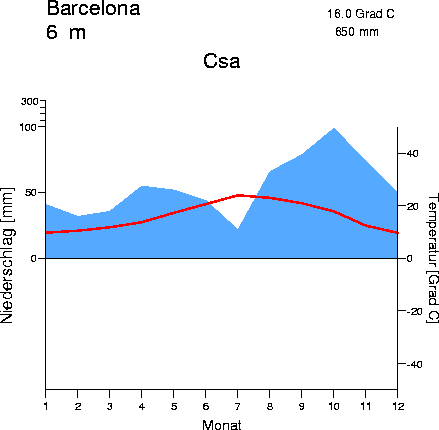 Barcelona
6 m
16.0 Grad C
650 mm
Csa
300
100
50
0
Niederschlag [mm]
40
20
0
-20
-40
Temperatur [Grad C]
1 2 3 4 5 6 7 8 9 10 11 12
Monat